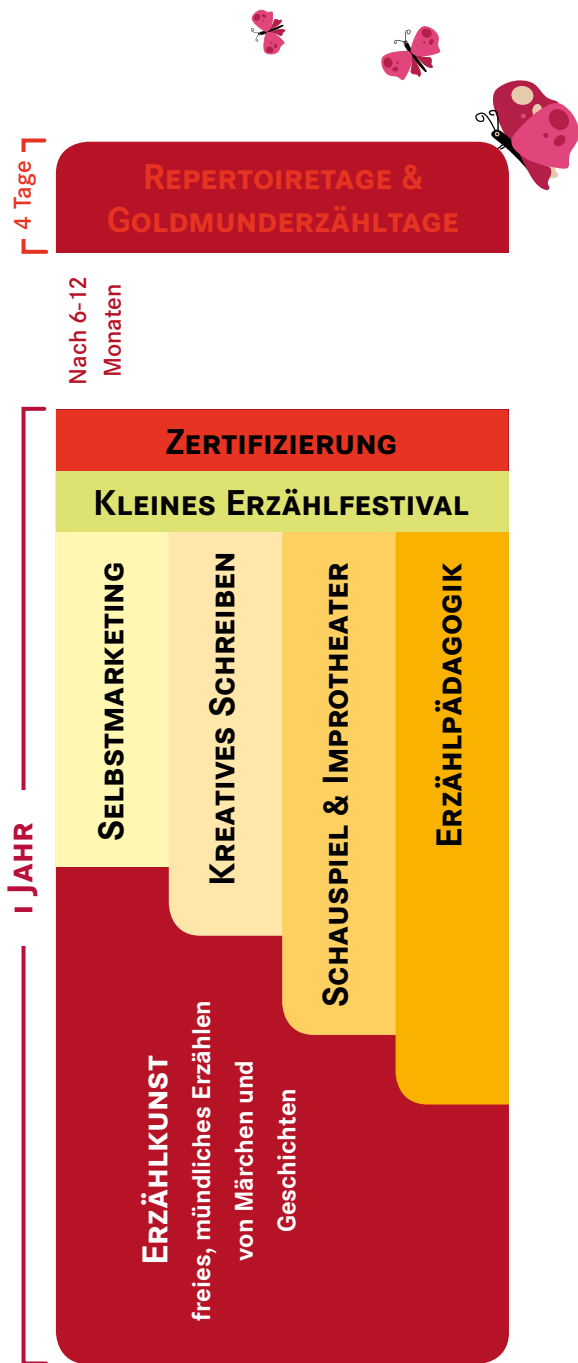 4 Tage
Repertoiretage &
Goldmunderzähltage
Nach 6-12
Monaten
1 Jahr
Zertifizierung
Kleines Erzählfestival
Selbstmarketing
Kreatives Schreiben
Schauspiel & Improtheater
Erzählpädagogik
Erzählkunst
freies, mündliches Erzählen
von Märchen und
Geschichten